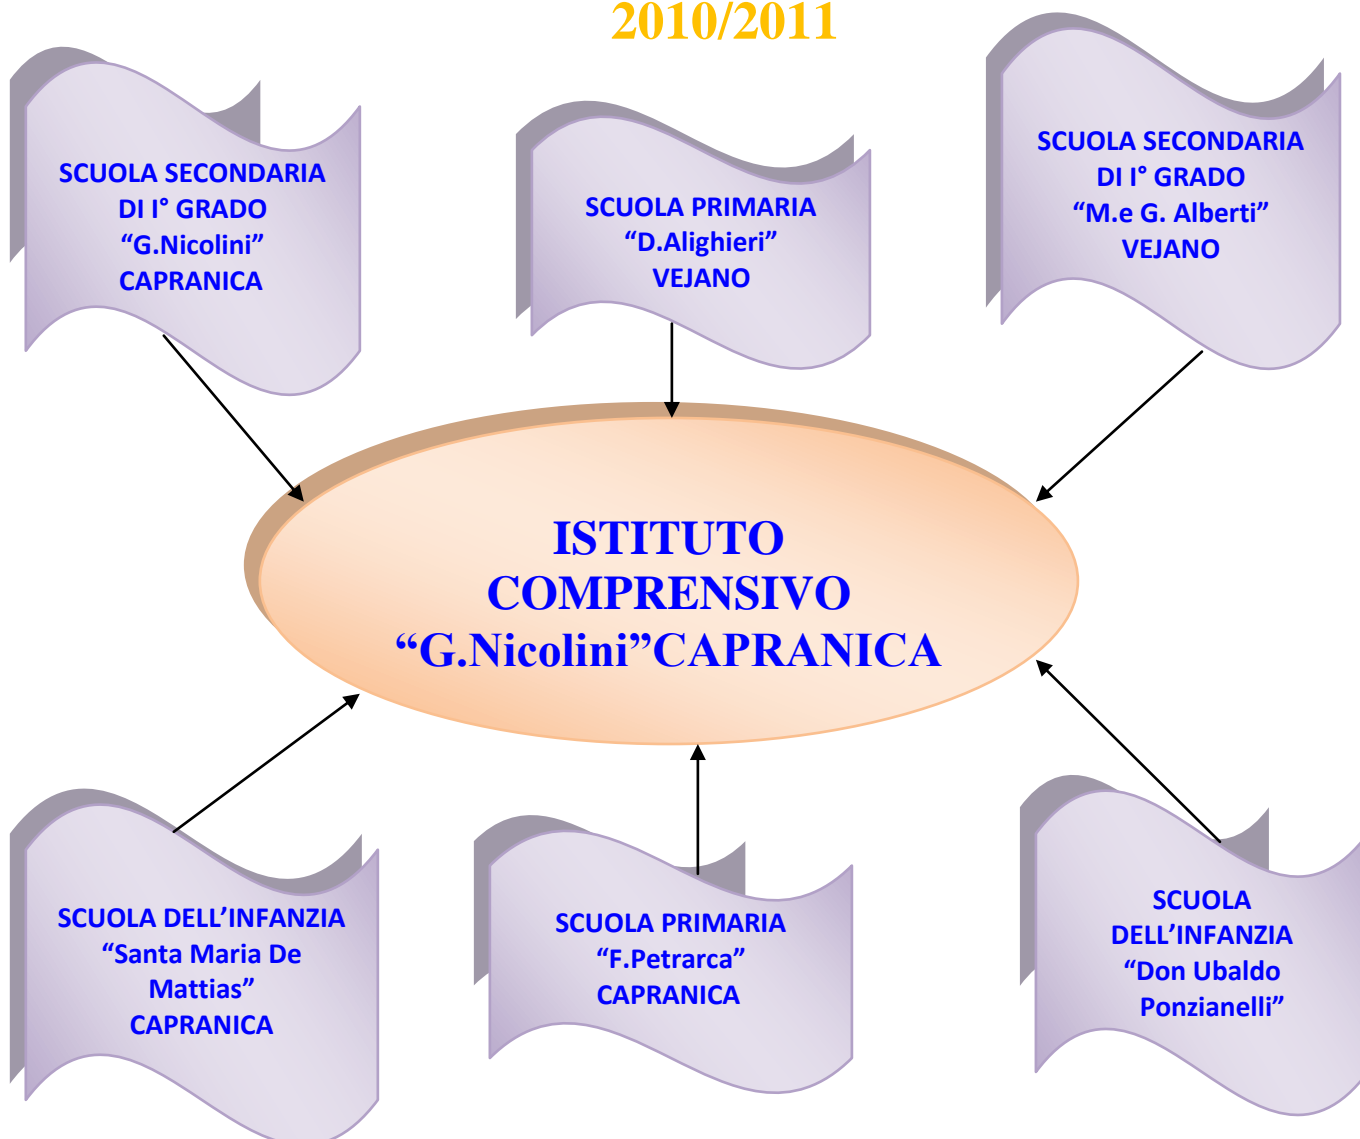 2010/2011
SCUOLA SECONDARIA
DI I° GRADO
“G.Nicolini”
CAPRANICA
SCUOLA PRIMARIA
“D.Alighieri”
VEJANO
SCUOLA SECONDARIA
DI I° GRADO
“M.e G. Alberti”
VEJANO
ISTITUTO
COMPRENSIVO
“G.Nicolini”CAPRANICA
SCUOLA DELL’INFANZIA
“Santa Maria De
Mattias”
CAPRANICA
SCUOLA PRIMARIA
“F.Petrarca”
CAPRANICA
SCUOLA
DELL’INFANZIA
“Don Ubaldo
Ponzianelli”